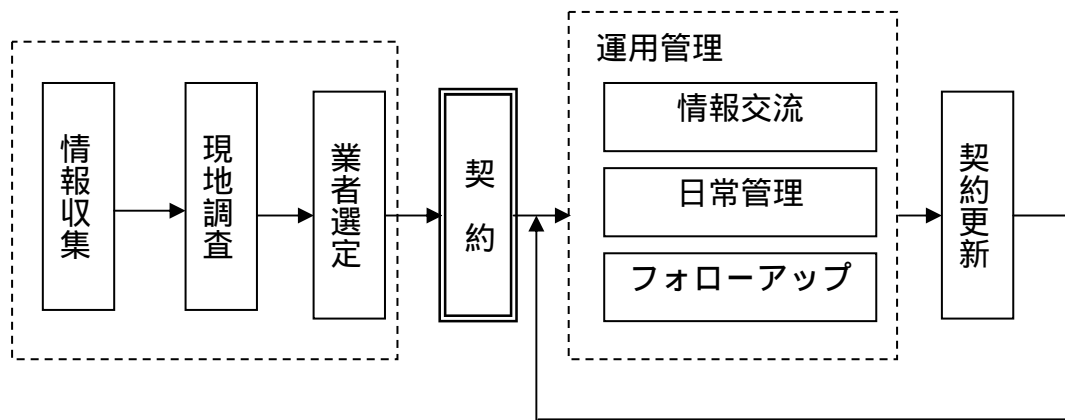 情報収集
現地調査
業者選定
契約
運用管理
情報交流
日常管理
フォローアップ
契約更新